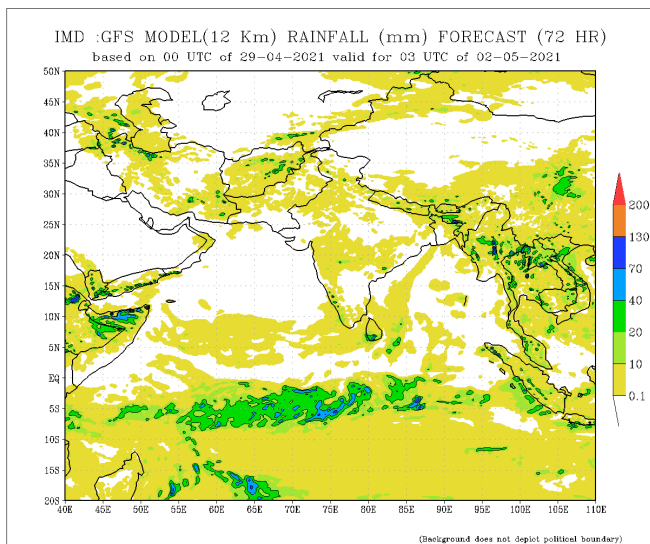 IMD :GFS MODEL(12 Km) RAINFALL (mm) FORECAST (72 HR)
based on 00 UTC of 29-04-2021 valid for 03 UTC of 02-05-2021
50N
45N
40N
35N
30N
25N
20N
15N
10N
5N
EQ
5S
10S
15S
20S
40E 45E 50E 55E 60E 65E 70E 75E 80E 85E 90E 95E 100E 105E 110E
200
130
70
40
20
10
0.1
(Background does not depict political boundary)